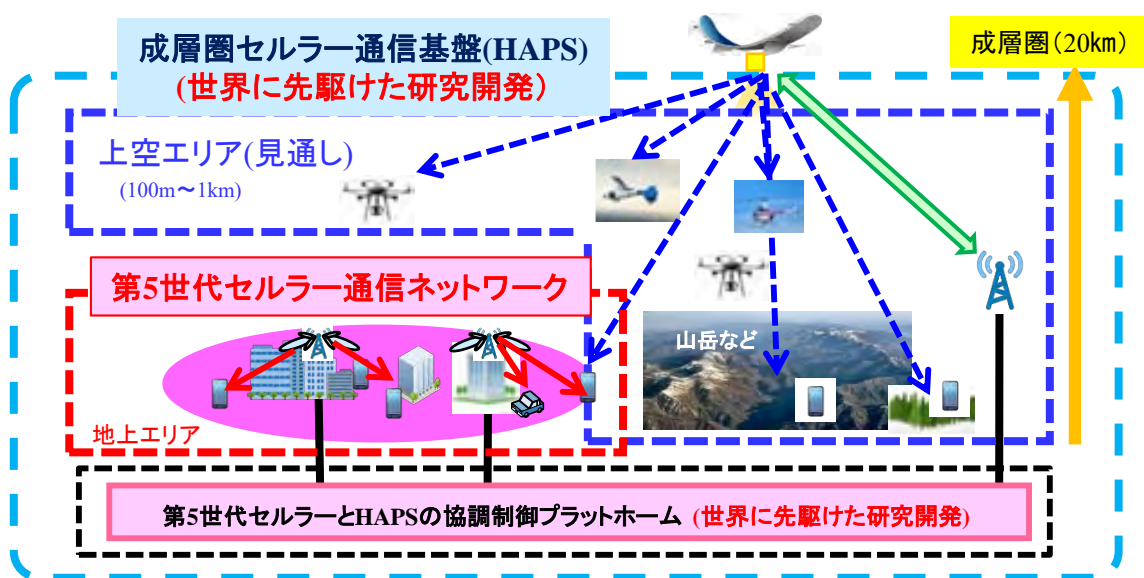 成層圏セルラー通信基盤(HAPS)
(世界に先駆けた研究開発)
成層圏(20㎞)
上空エリア(見通し)
(100m～1km)
第5世代セルラー通信ネットワーク
山岳など
地上エリア
第5世代セルラーとHAPSの協調制御プラットホーム (世界に先駆けた研究開発)